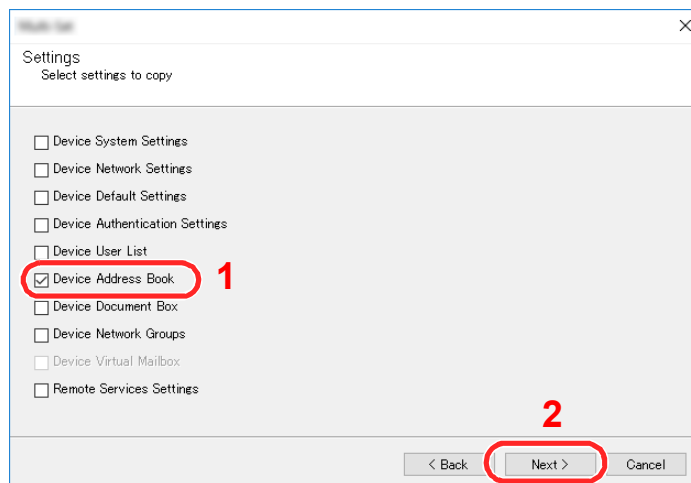 Settings
Select settings to copy
Device System Settings
Device Network Settings
Device Default Settings
Device Authentication Settings
Device User List
Device Address Book
1
Device Document Box
Device Network Groups
Device Virtual Mailbox
Remote Services Settings
2
< Back
Next >
Cancel